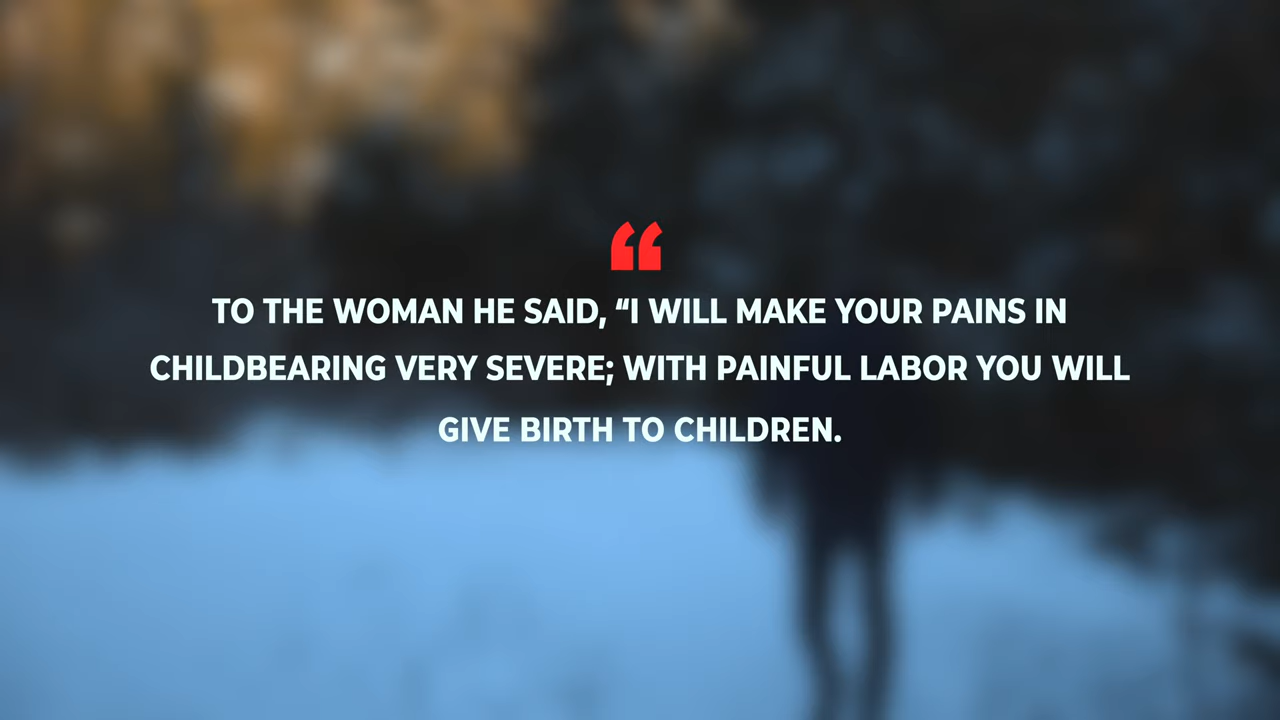 “
TO THE WOMAN HE SAID, “I WILL MAKE YOUR PAINS IN
CHILDBEARING VERY SEVERE; WITH PAINFUL LABOR YOU WILL
GIVE BIRTH TO CHILDREN.